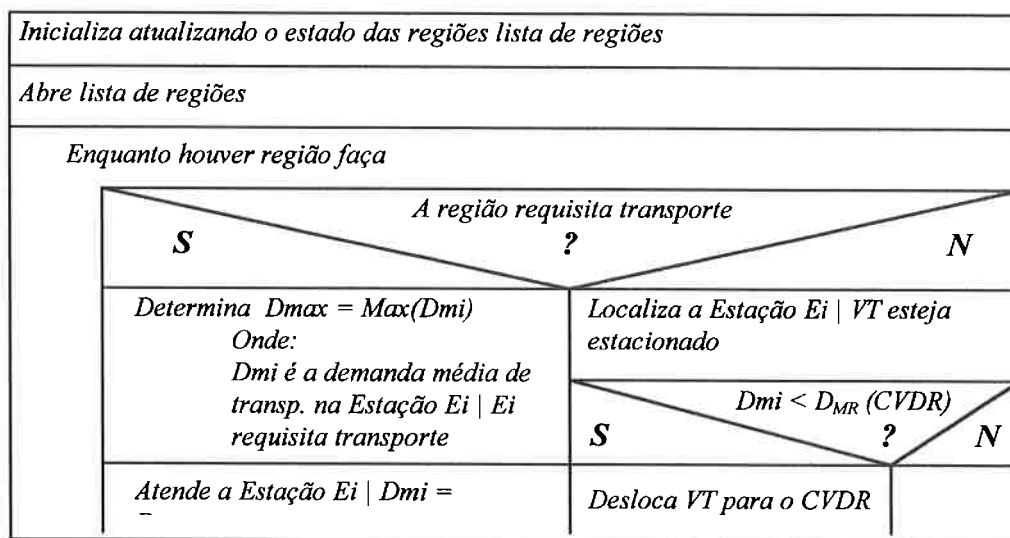 Inicializa atualizando o estado das regiões lista de regiões
Abre lista de regiões
Enquanto houver região faça
A região requisita transporte
S ? N
Determina Dmax = Max(Dmi)
Onde:
Dmi é a demanda média de
transp. na Estação Ei | Ei
requisita transporte
Localiza a Estação Ei | VT esteja
estacionado
Dmi < DMR (CVDR)
S ? N
Atende a Estação Ei | Dmi =
Desloca VT para o CVDR